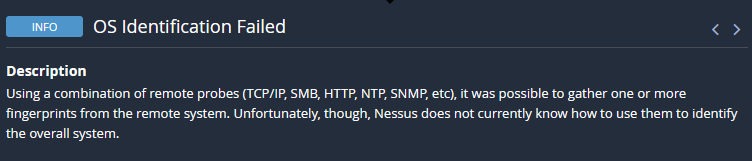 INFO OS Identification Failed
Description
Using a combination of remote probes (TCP/IP, SMB, HTTP, NTP, SNMP, etc), it was possible to gather one or more
fingerprints from the remote system. Unfortunately, though, Nessus does not currently know how to use them to identify
the overall system.